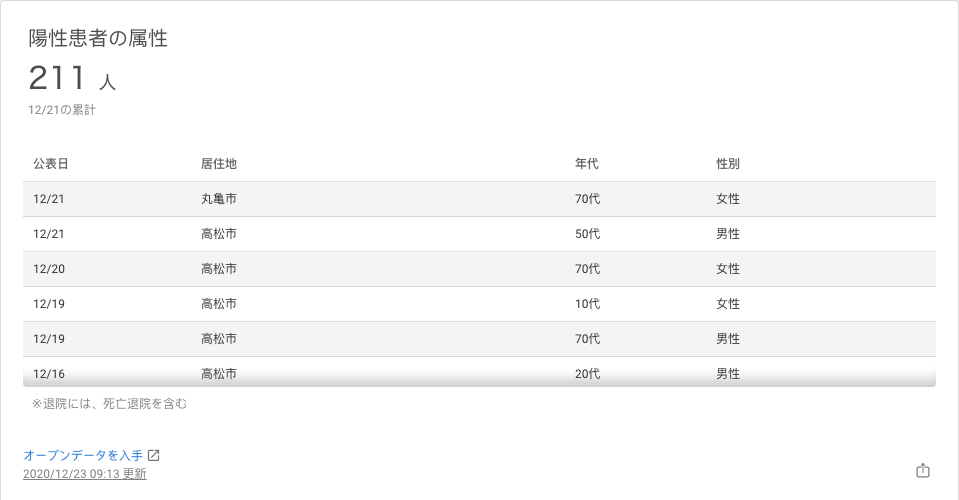 陽性患者の属性
211 人
12/21の累計
公表日 居住地 年代 性別
12/21 丸亀市 70代 女性
12/21 高松市 50代 男性
12/20 高松市 70代 女性
12/19 高松市 10代 女性
12/19 高松市 70代 男性
12/16 高松市 20代 男性
※退院には、死亡退院を含む
オープンデータを入手
2020/12/23 09:13 更新